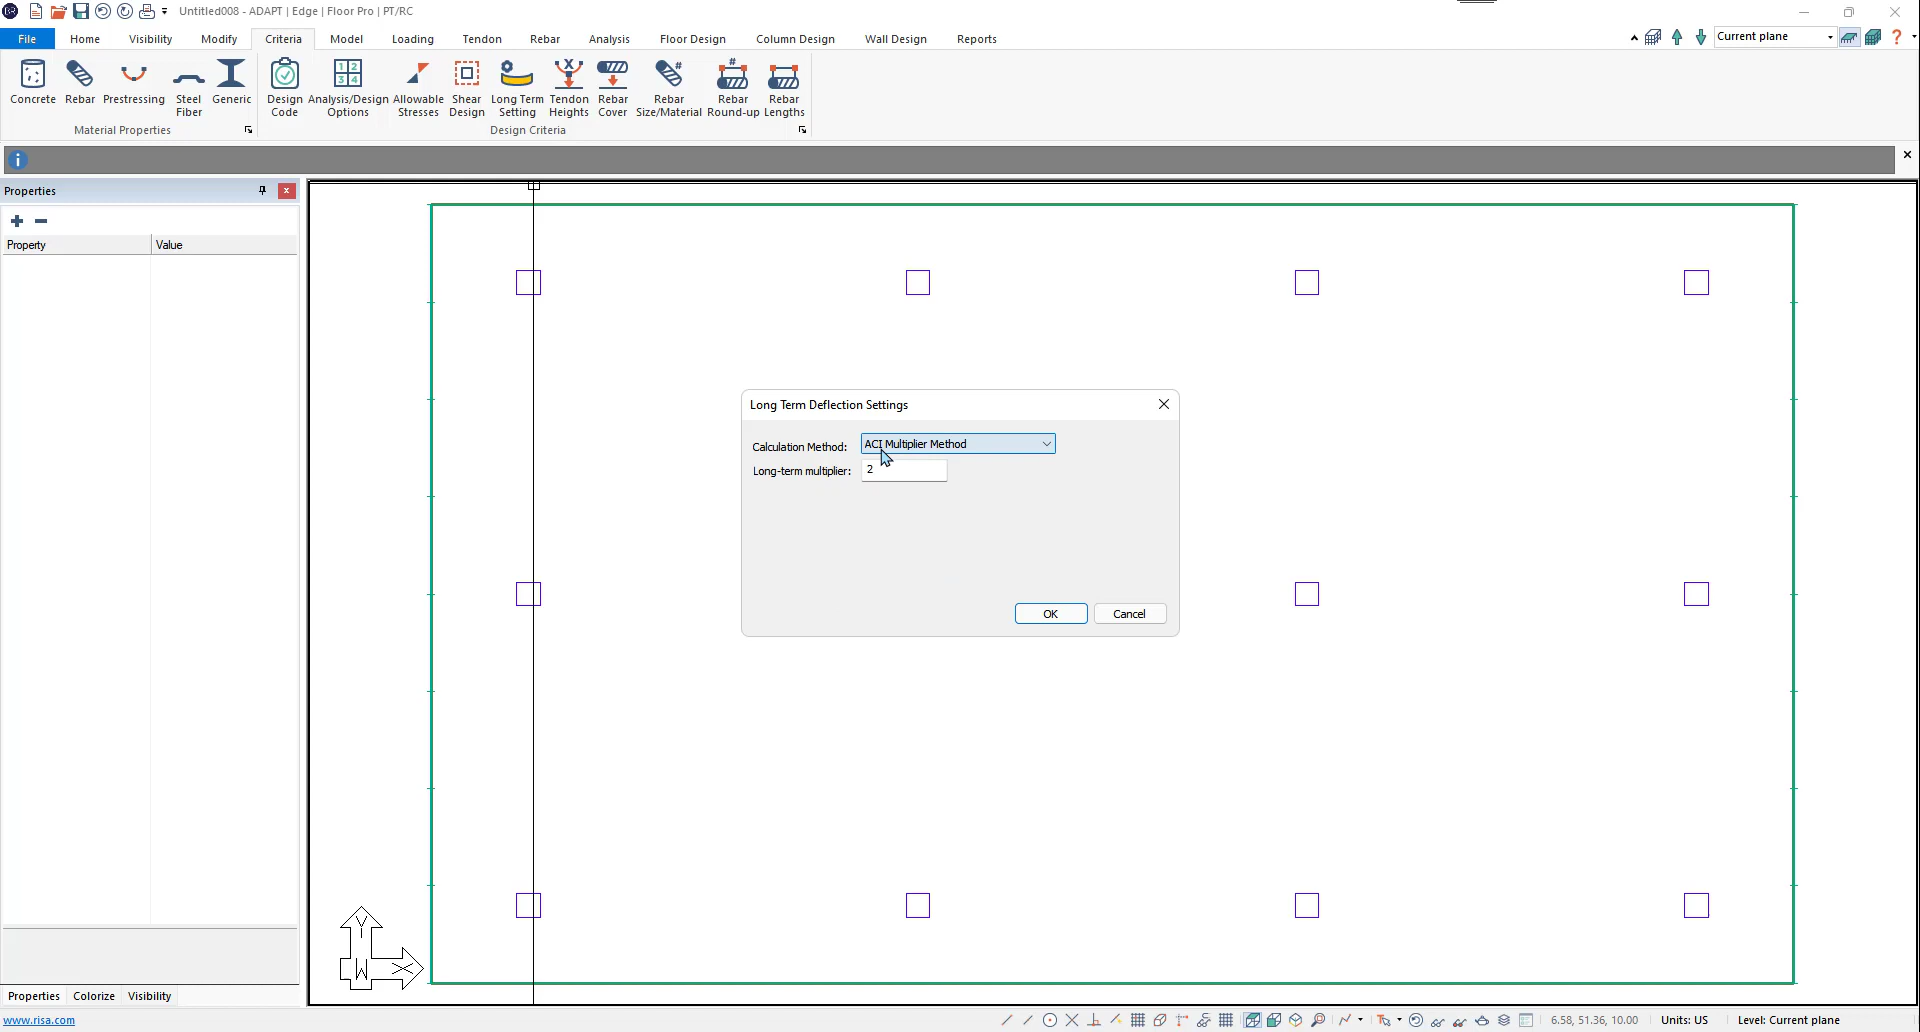 Untitled008 - ADAPT | Edge | Floor Pro | PT/RC
File Home Visibility Modify Criteria Model Loading Tendon Rebar Analysis Floor Design Column Design Wall Design Reports Current plane
Concrete Rebar Prestressing Steel Fiber Generic Design Code Analysis/Design Options Allowable Stresses Shear Design Long Term Setting Tendon Heights Rebar Cover Rebar Size/Material Rebar Round-up Rebar Lengths
Material Properties Design Criteria
Properties
Property Value
Long Term Deflection Settings
Calculation Method: ACI Multiplier Method
Long-term multiplier: 2
OK Cancel
Y
W X
Properties Colorize Visibility
www.risa.com 6.58, 51.36, 10.00 Units: US Level: Current plane